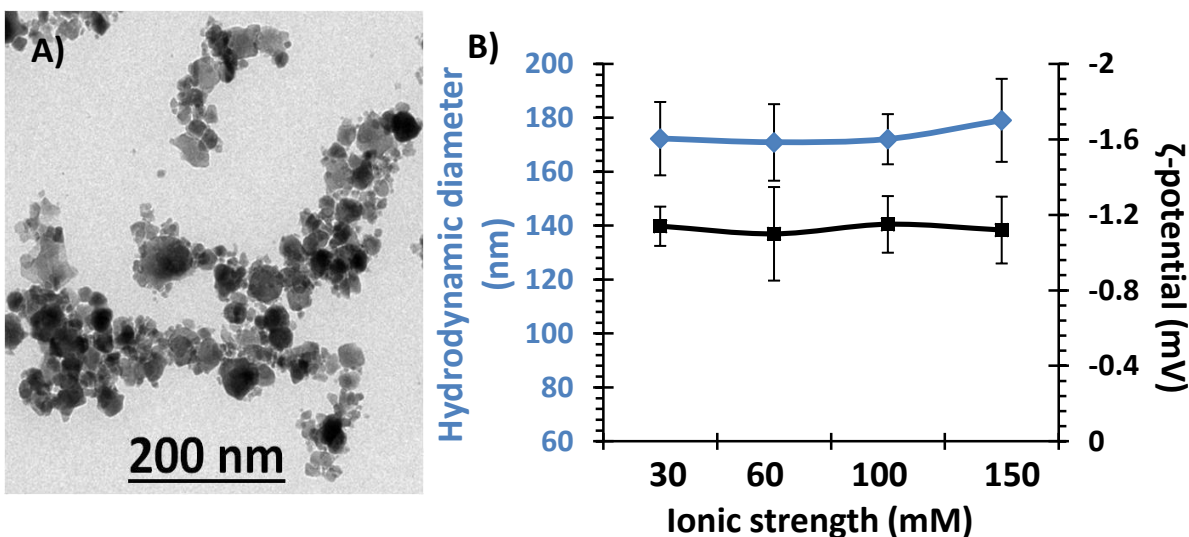 A)
200 nm
B)
Hydrodynamic diameter
(nm)
200
180
160
140
120
100
80
60
-2
-1.6
-1.2
-0.8
-0.4
0
ζ-potential (mV)
30 60 100 150
Ionic strength (mM)